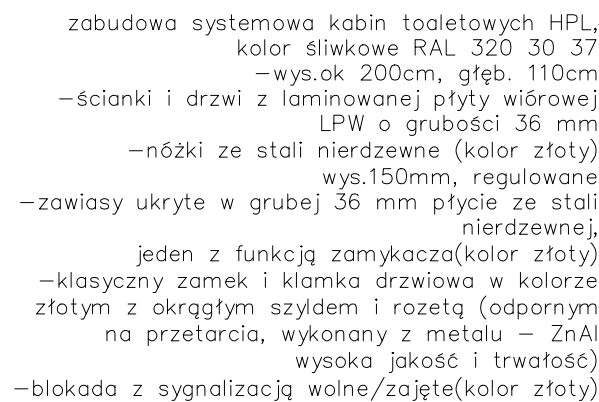 zabudowa systemowa kabin toaletowych HPL,
kolor śliwkowe RAL 320 30 37
-wys.ok 200cm, głęb. 110cm
-ścianki i drzwi z laminowanej płyty wiórowej
LPW o grubości 36 mm
-nóżki ze stali nierdzewne (kolor złoty)
wys.150mm, regulowane
-zawiasy ukryte w grubej 36 mm płycie ze stali
nierdzewnej,
jeden z funkcją zamykacza(kolor złoty)
-klasyczny zamek i klamka drzwiowa w kolorze
złotym z okrągłym szyldem i rozetą (odpornym
na przetarcia, wykonany z metalu - ZnAl
wysoka jakość i trwałość)
-blokada z sygnalizacją wolne/zajęte(kolor złoty)